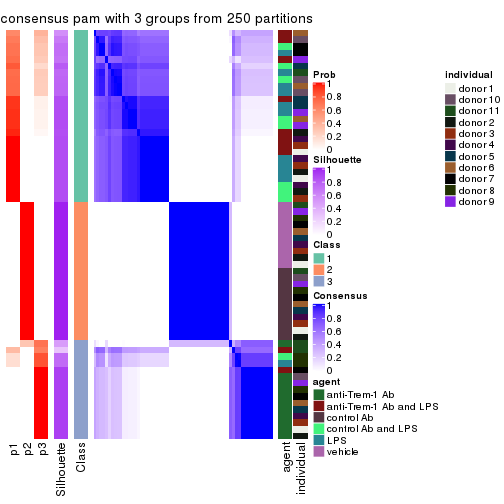 consensus pam with 3 groups from 250 partitions
Prob
0.8
0.6
0.4
0.2
0
Silhouette
1
0.8
0.6
0.4
0.2
0
Class
1
2
3
Consensus
1
0.8
0.6
0.4
0.2
0
agent
anti-Trem-1 Ab
anti-Trem-1 Ab and LPS
control Ab
control Ab and LPS
LPS
vehicle
individual
donor 1
donor 10
donor 11
donor 2
donor 3
donor 4
donor 5
donor 6
donor 7
donor 8
donor 9
p1
p2
p3
Silhouette
Class
agent
individual